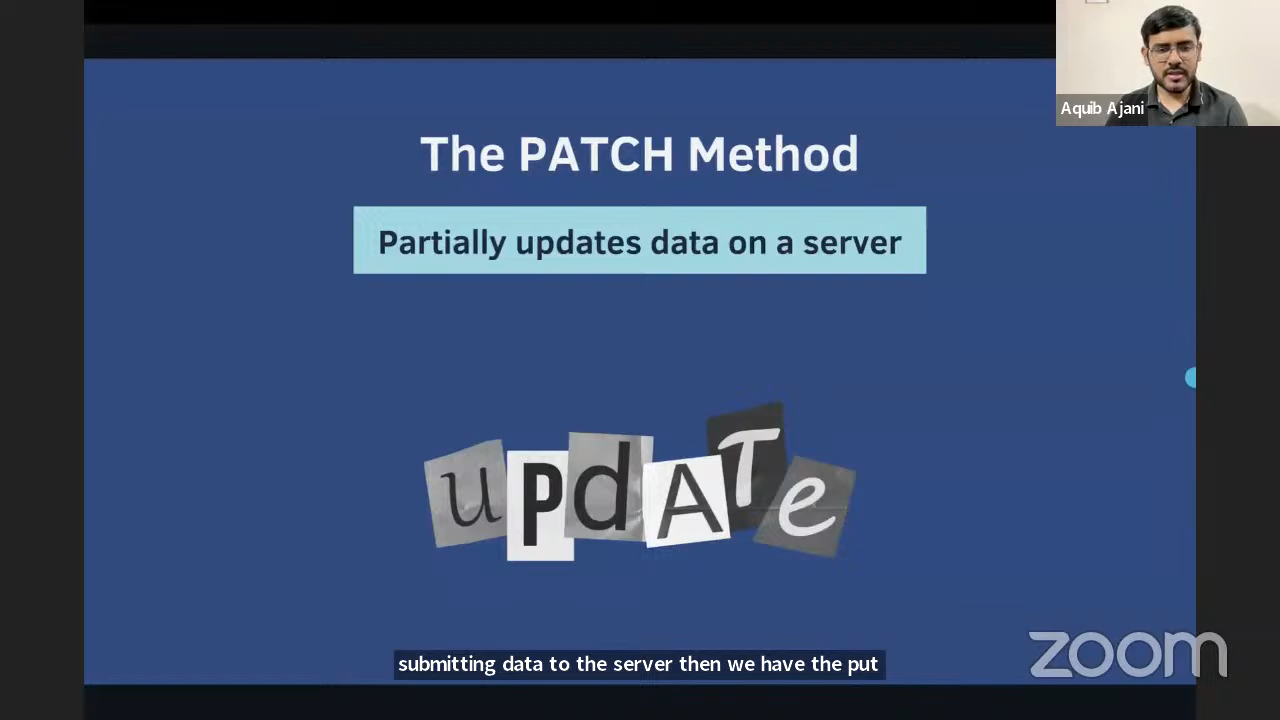 Aquib Ajani
The PATCH Method
Partially updates data on a server
uPdATe
submitting data to the server then we have the put
zoom